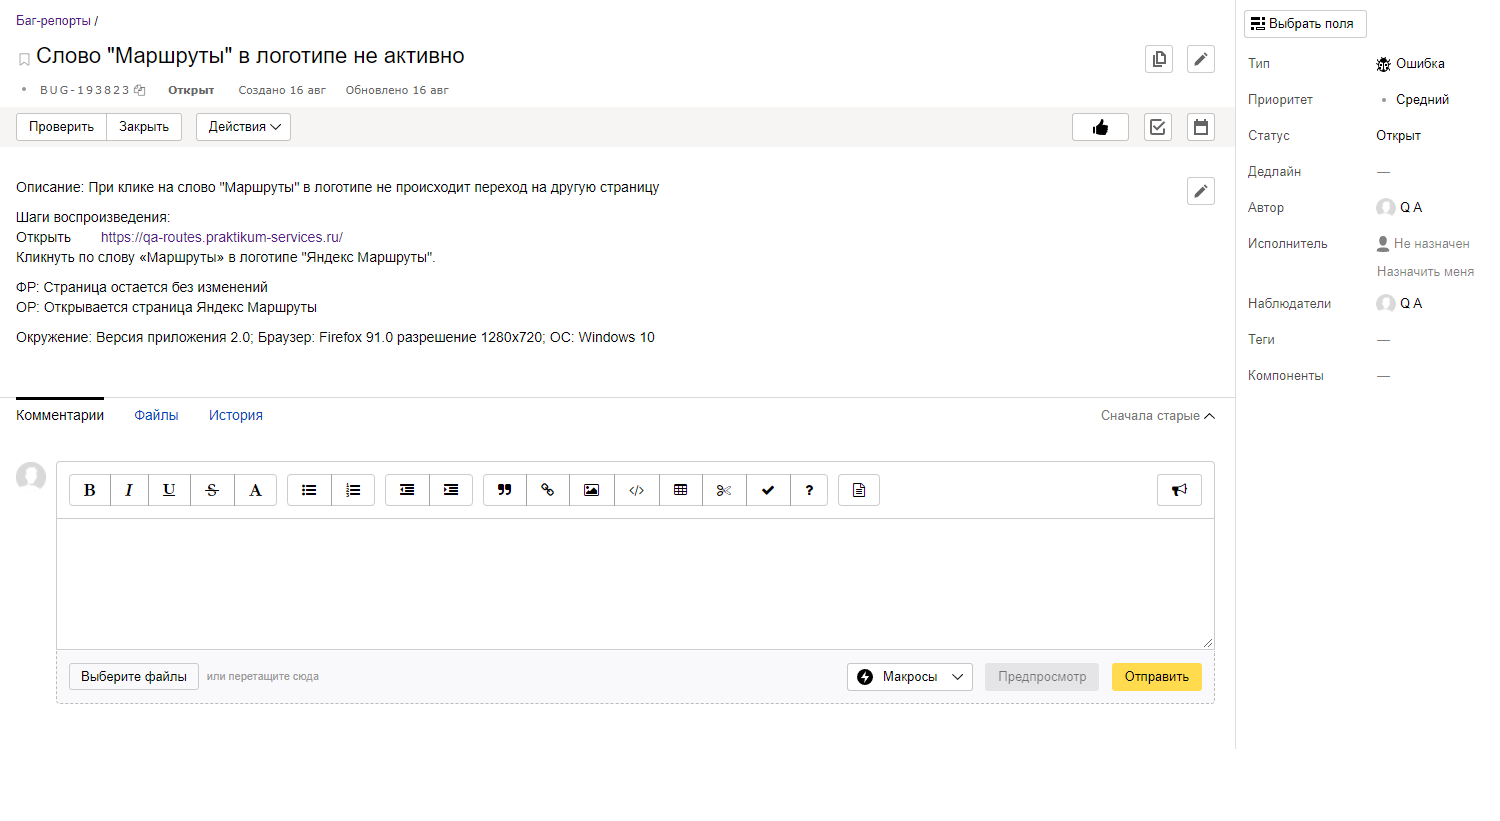 Баг-репорты /
Слово "Маршруты" в логотипе не активно
BUG-193823 Открыт Создано 16 авг Обновлено 16 авг
Проверить Закрыть Действия
Описание: При клике на слово "Маршруты" в логотипе не происходит переход на другую страницу
Шаги воспроизведения:
Открыть https://qa-routes.praktikum-services.ru/
Кликнуть по слову «Маршруты» в логотипе "Яндекс Маршруты".
ФР: Страница остается без изменений
ОР: Открывается страница Яндекс Маршруты
Окружение: Версия приложения 2.0; Браузер: Firefox 91.0 разрешение 1280x720; ОС: Windows 10
Комментарии Файлы История Сначала старые
B I U S A
Выберите файлы или перетащите сюда Макросы Предпросмотр Отправить
Выбрать поля
Тип Ошибка
Приоритет Средний
Статус Открыт
Дедлайн —
Автор Q A
Исполнитель Не назначен
Назначить меня
Наблюдатели Q A
Теги —
Компоненты —